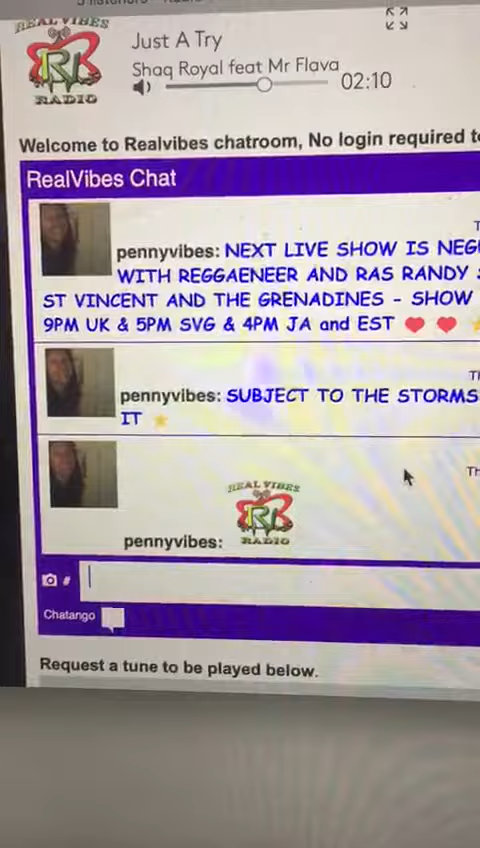 REAL VIBES
RADIO
Just A Try
Shaq Royal feat Mr Flava
02:10
Welcome to Realvibes chatroom, No login required
RealVibes Chat
pennyvibes: NEXT LIVE SHOW IS
WITH REGGAENEER AND RAS RANDY
ST VINCENT AND THE GRENADINES - SHOW
9PM UK & 5PM SVG & 4PM JA and EST ❤️ ❤️
pennyvibes: SUBJECT TO THE STORMS
IT ⭐
REAL VIBES
RADIO
pennyvibes:
#
Chatango
Request a tune to be played below.